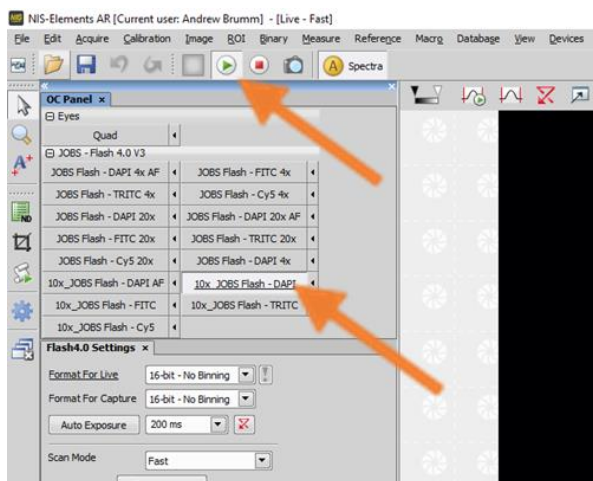 NIS NIS-Elements AR [Current user: Andrew Brumm] - [Live - Fast]
File Edit Acquire Calibration Image ROI Binary Measure Reference Macro Database View Devices
A Spectra
OC Panel ×
Eyes
Quad
JOBS - Flash 4.0 V3
JOBS Flash - DAPI 4x AF JOBS Flash - FITC 4x
JOBS Flash - TRITC 4x JOBS Flash - Cy5 4x
JOBS Flash - DAPI 20x JOBS Flash - DAPI 20x AF
JOBS Flash - FITC 20x JOBS Flash - TRITC 20x
JOBS Flash - Cy5 20x JOBS Flash - DAPI 4x
10x_JOBS Flash - DAPI AF 10x_JOBS Flash - DAPI
10x_JOBS Flash - FITC 10x_JOBS Flash - TRITC
10x_JOBS Flash - Cy5
Flash4.0 Settings ×
Format For Live 16-bit - No Binning
Format For Capture 16-bit - No Binning
Auto Exposure 200 ms
Scan Mode Fast
A+
ND